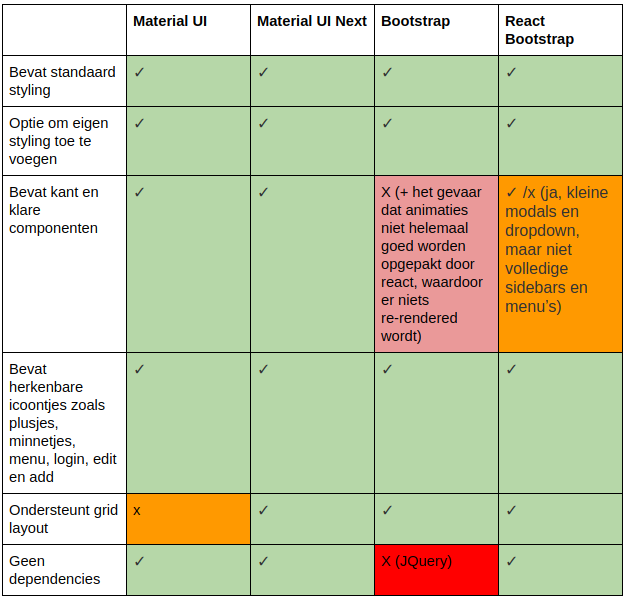 Material UI
Material UI Next
Bootstrap
React
Bootstrap
Bevat standaard
styling
✓
✓
✓
✓
Optie om eigen
styling toe te
voegen
✓
✓
✓
✓
Bevat kant en
klare
componenten
✓
✓
X (+ het gevaar
dat animaties
niet helemaal
goed worden
opgepakt door
react, waardoor
er niets
re-rendered
wordt)
✓ /x (ja, kleine
modals en
dropdown,
maar niet
volledige
sidebars en
menu’s)
Bevat
herkenbare
icoontjes zoals
plusjes,
minnetjes,
menu, login, edit
en add
✓
✓
✓
✓
Ondersteunt grid
layout
x
✓
✓
✓
Geen
dependencies
✓
✓
X (JQuery)
✓